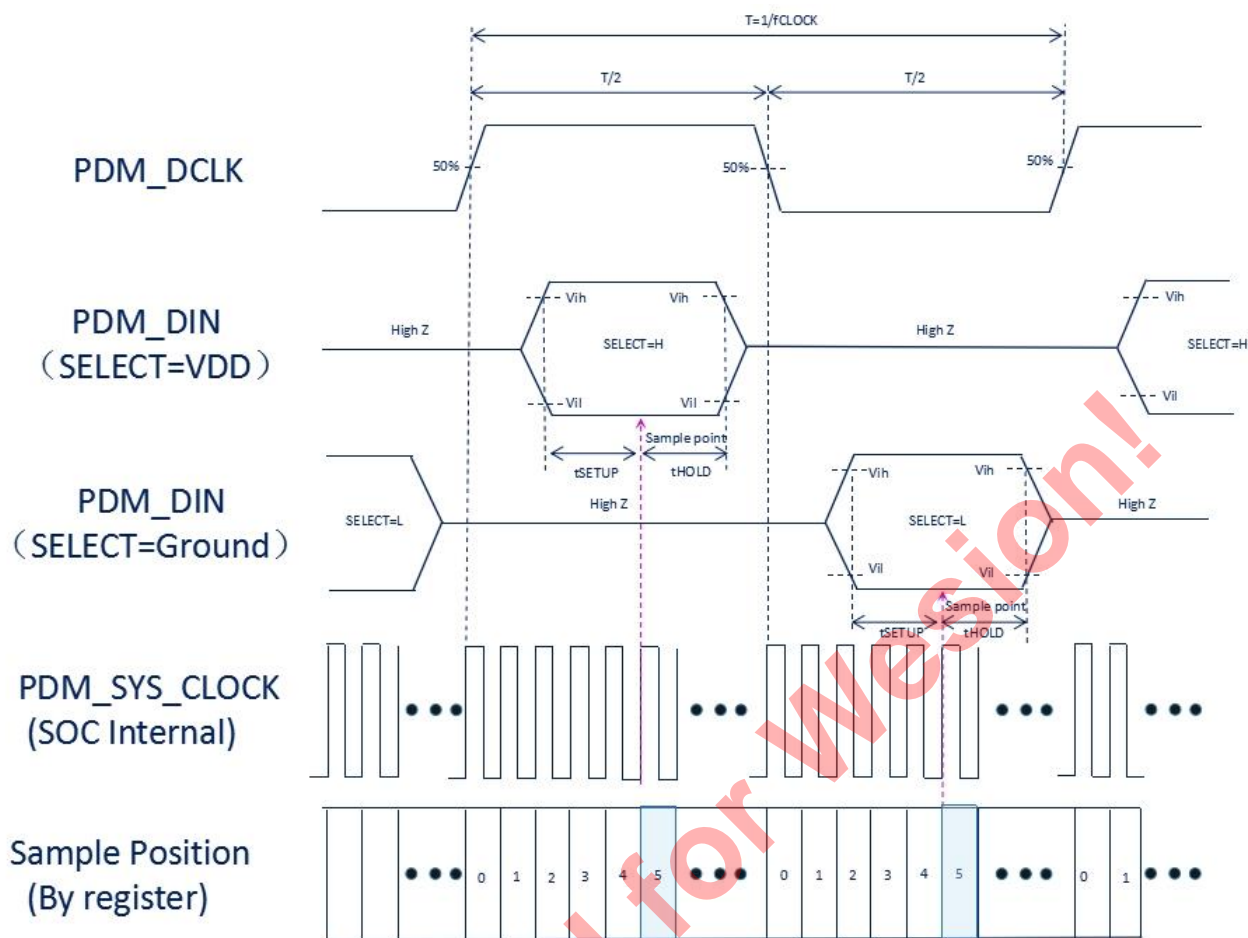 T=1/fCLOCK
T/2
T/2
PDM_DCLK
50%
50%
50%
PDM_DIN
（SELECT=VDD）
High Z
Vih
Vih
SELECT=H
Vil
Vil
High Z
Vih
SELECT=H
Vil
Sample point
tSETUP
tHOLD
PDM_DIN
（SELECT=Ground）
SELECT=L
High Z
Vih
Vih
SELECT=L
Vil
Vil
High Z
Sample point
tSETUP
tHOLD
PDM_SYS_CLOCK
(SOC Internal)
Sample Position
(By register)
0 1 2 3 4 5
0 1 2 3 4 5
0 1
for Wesion!